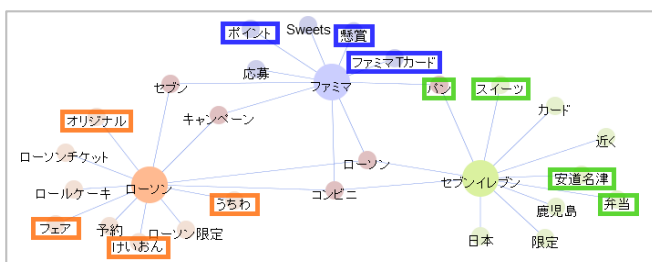 ポイント
Sweets
懸賞
ファミマTカード
応募
ファミマ
セブン
パン
スイーツ
カード
オリジナル
キャンペーン
近く
ローソンチケット
ローソン
ローソン
セブンイレブン
安道名津
ロールケーキ
うちわ
コンビニ
弁当
フェア
予約
ローソン限定
鹿児島
けいおん
日本
限定